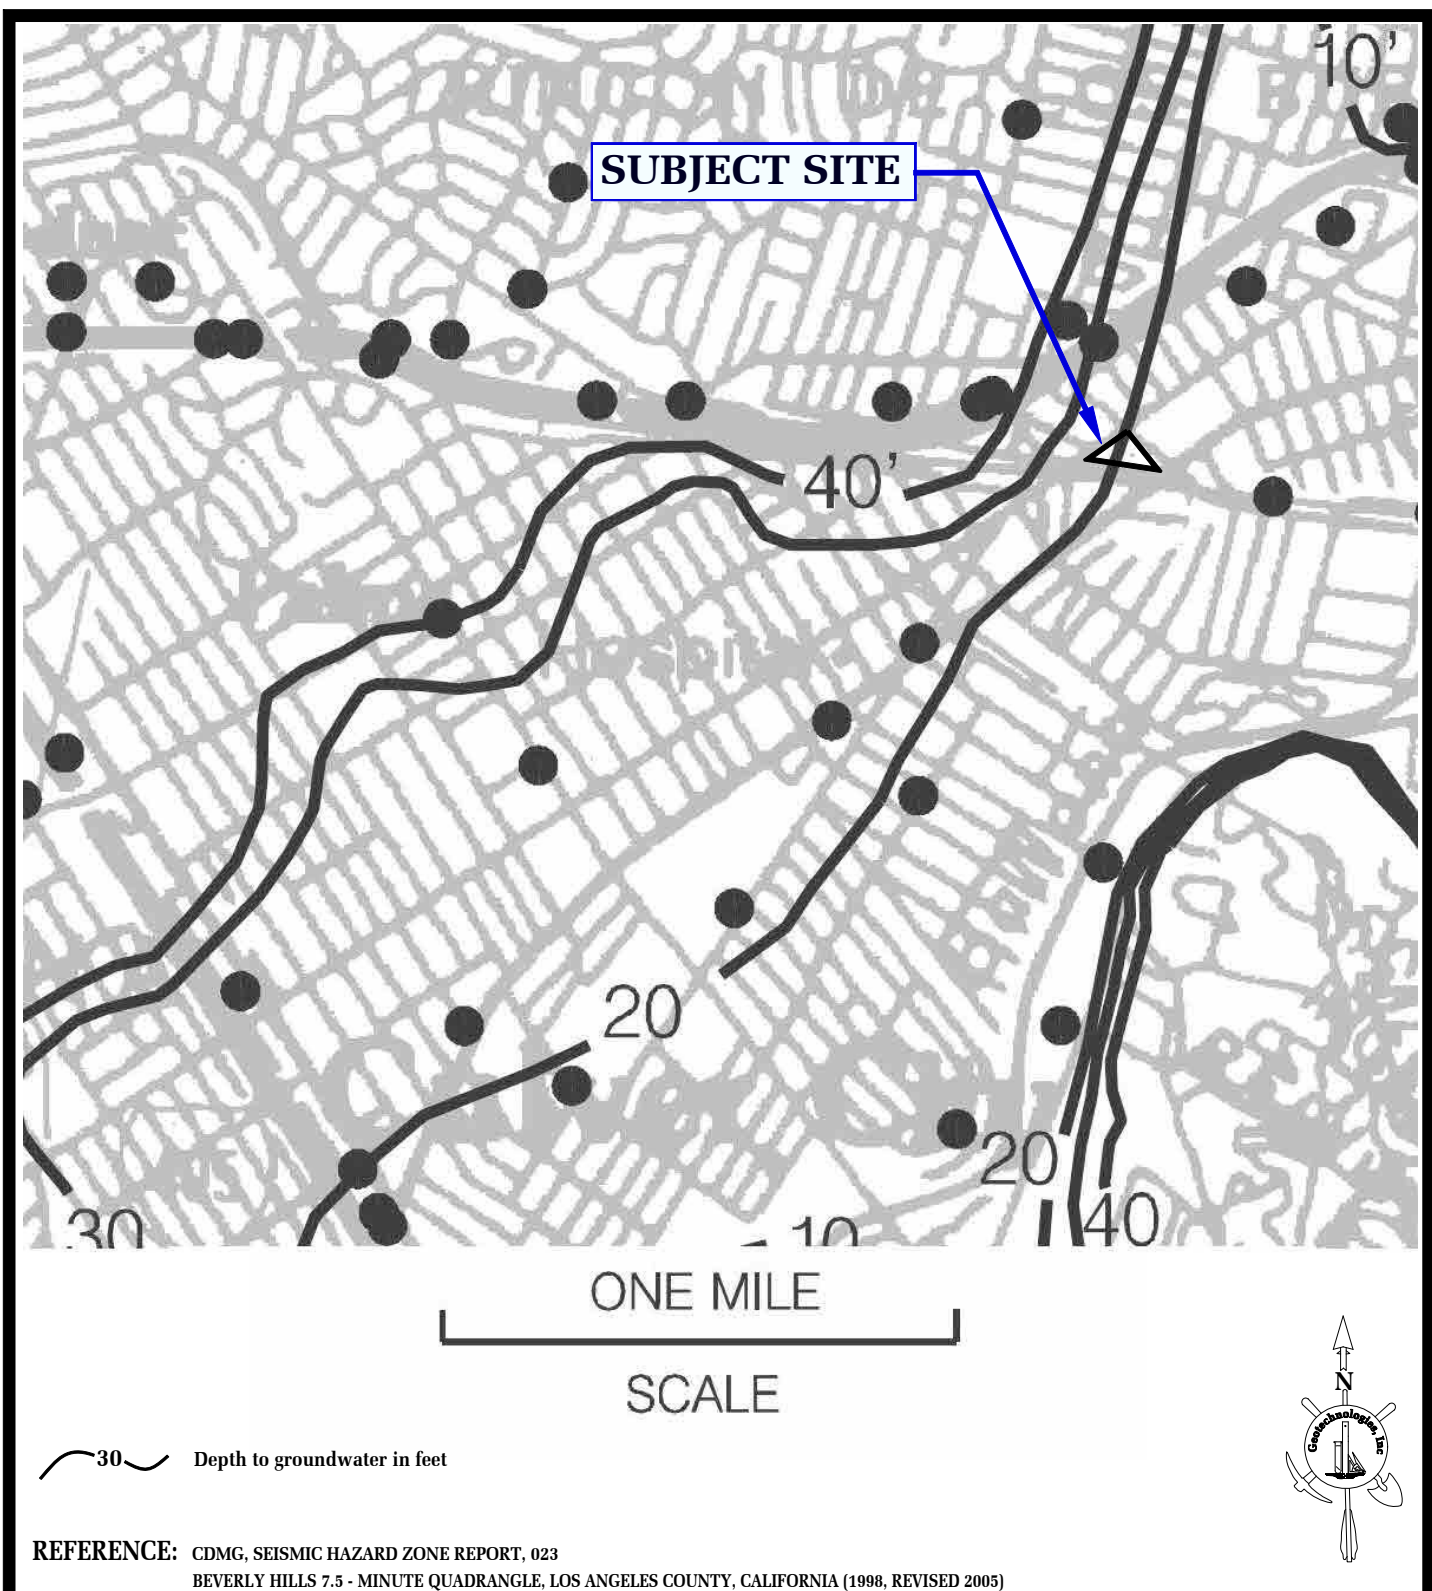 10’
SUBJECT SITE
40’
Hospital
20
20
30
10
40
ONE MILE
SCALE
N
Geotechnologies, Inc
30 Depth to groundwater in feet
REFERENCE: CDMG, SEISMIC HAZARD ZONE REPORT, 023
BEVERLY HILLS 7.5 - MINUTE QUADRANGLE, LOS ANGELES COUNTY, CALIFORNIA (1998, REVISED 2005)